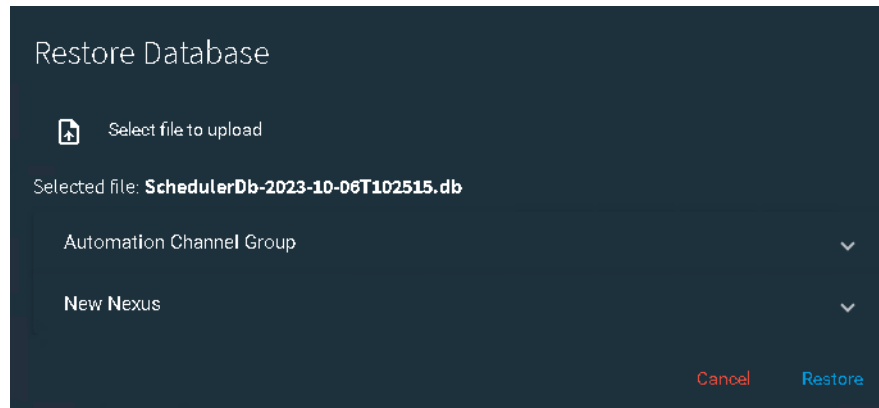 Restore Database
Select file to upload
Selected file: SchedulerDb-2023-10-06T102515.db
Automation Channel Group
New Nexus
Cancel Restore